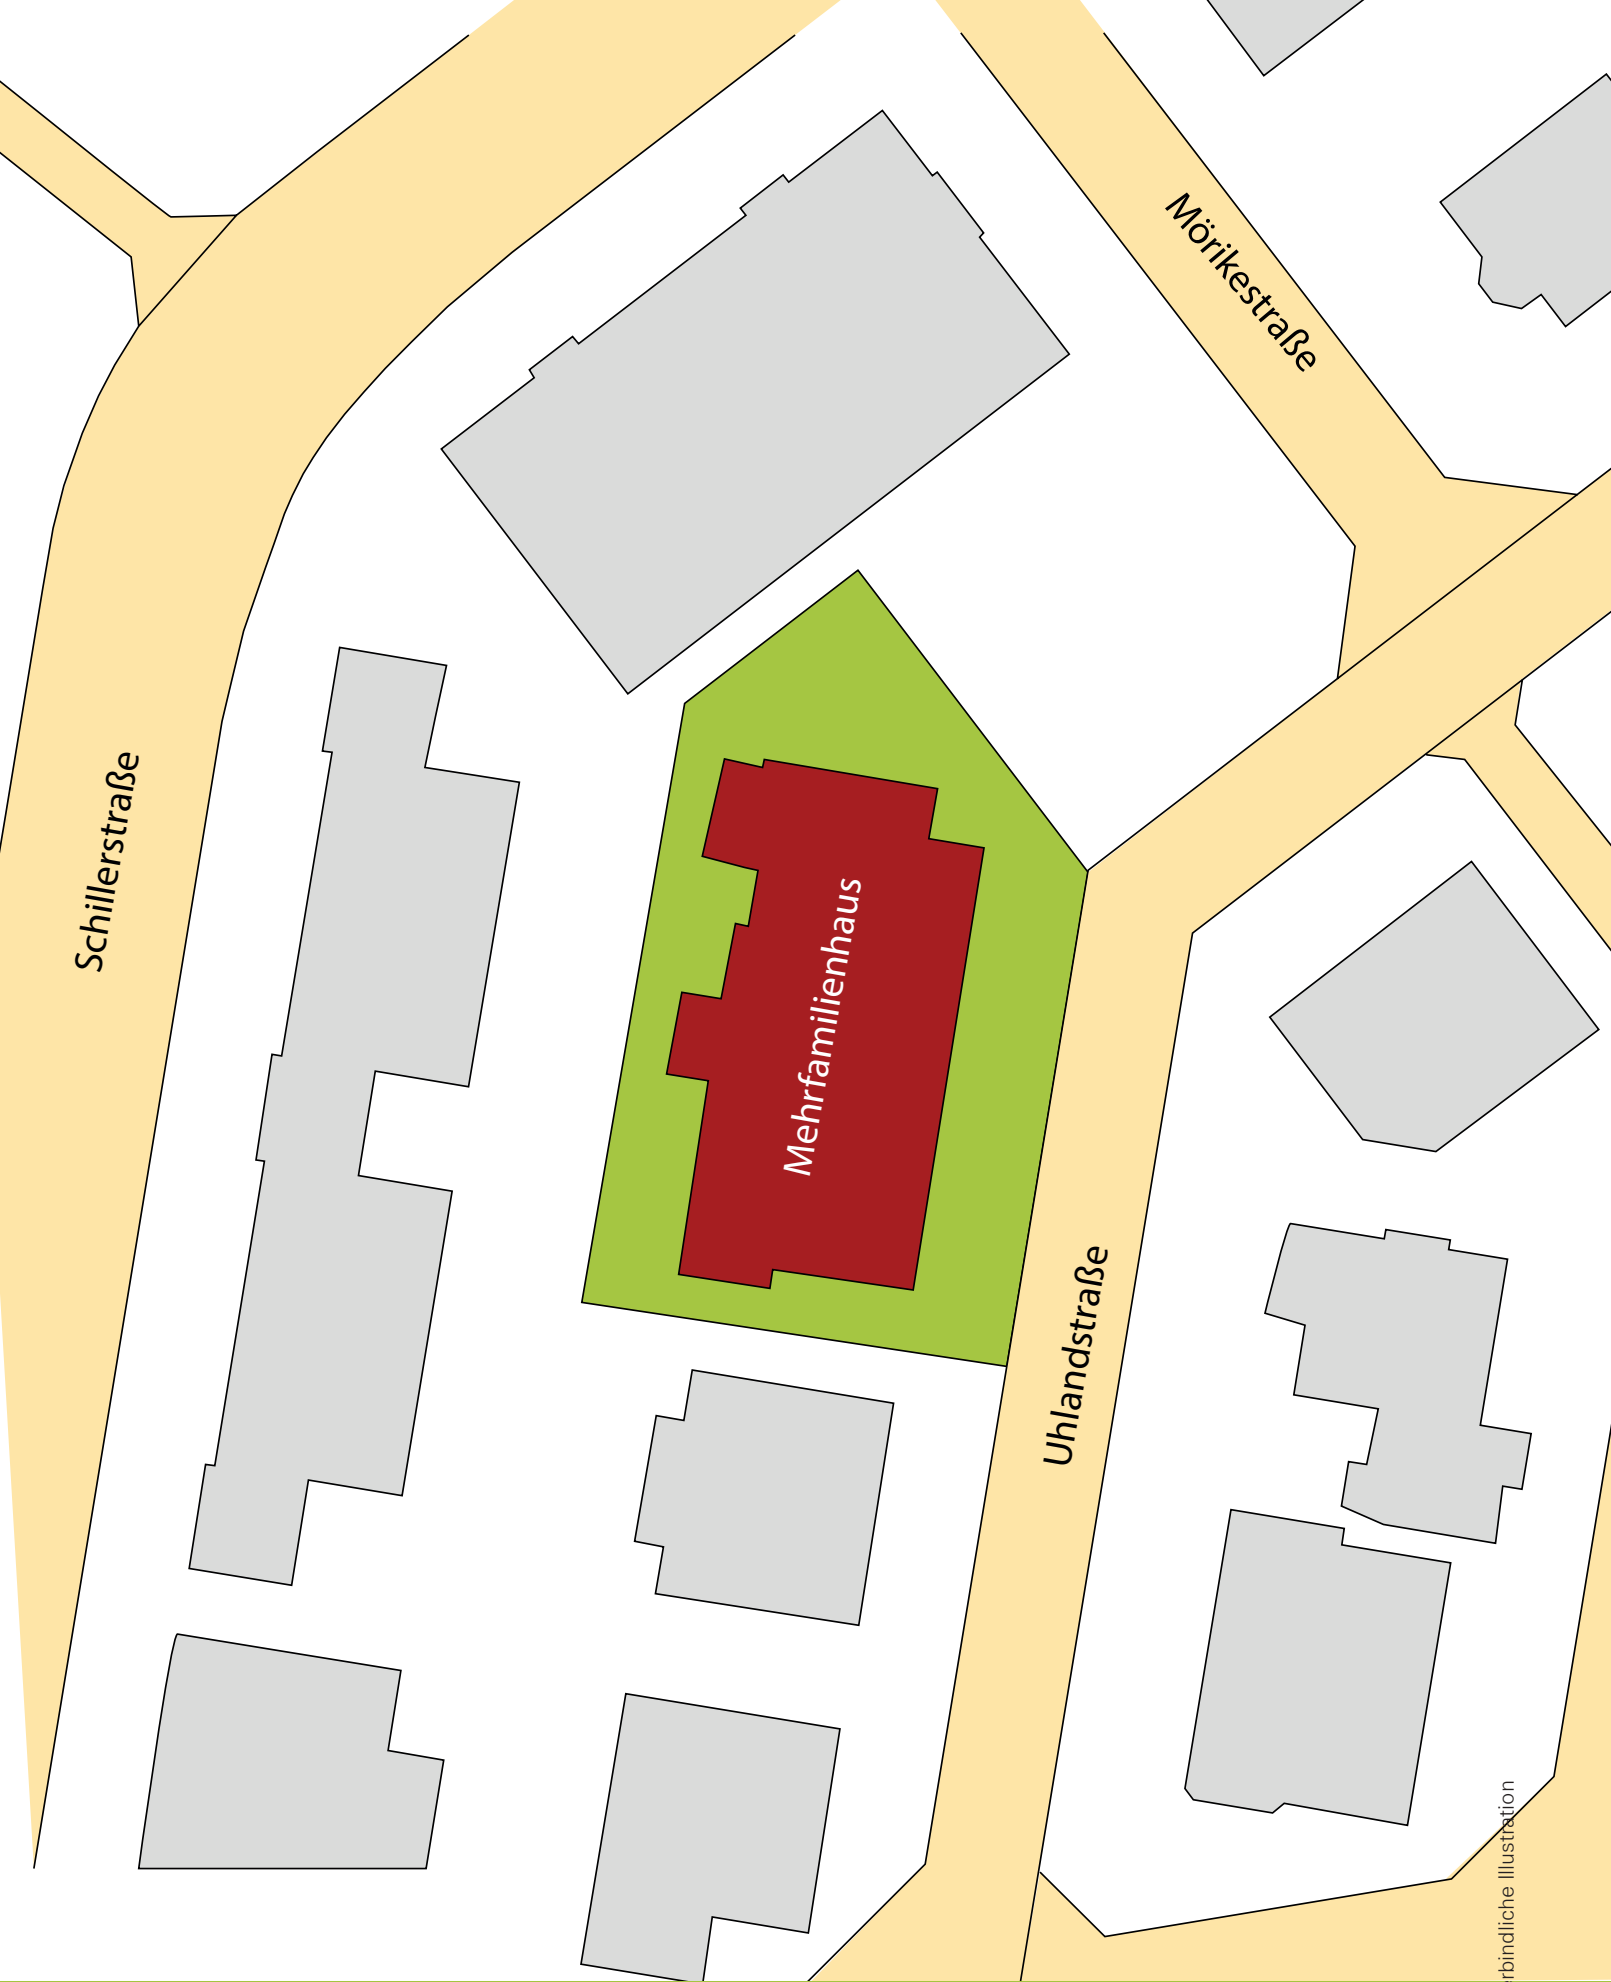 Mörikestraße
Schillerstraße
Mehrfamilienhaus
Uhlandstraße
rbindliche Illustration